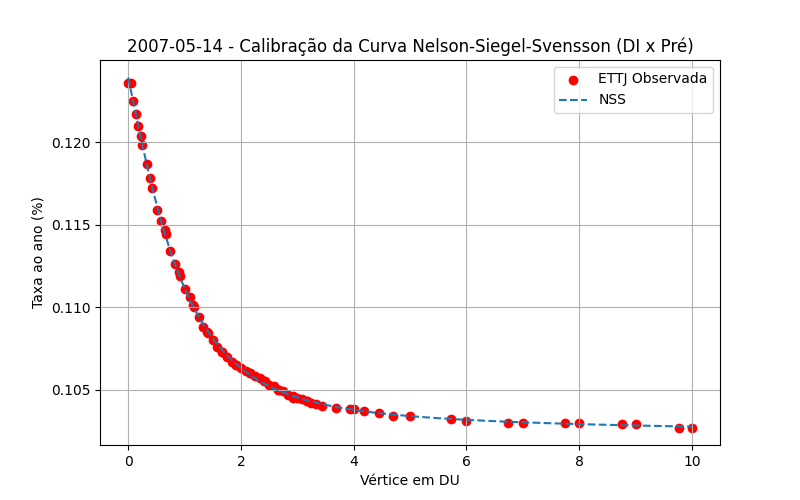 2007-05-14 - Calibração da Curva Nelson-Siegel-Svensson (DI x Pré)
ETTJ Observada
NSS
Taxa ao ano (%)
0.120
0.115
0.110
0.105
0 2 4 6 8 10
Vértice em DU